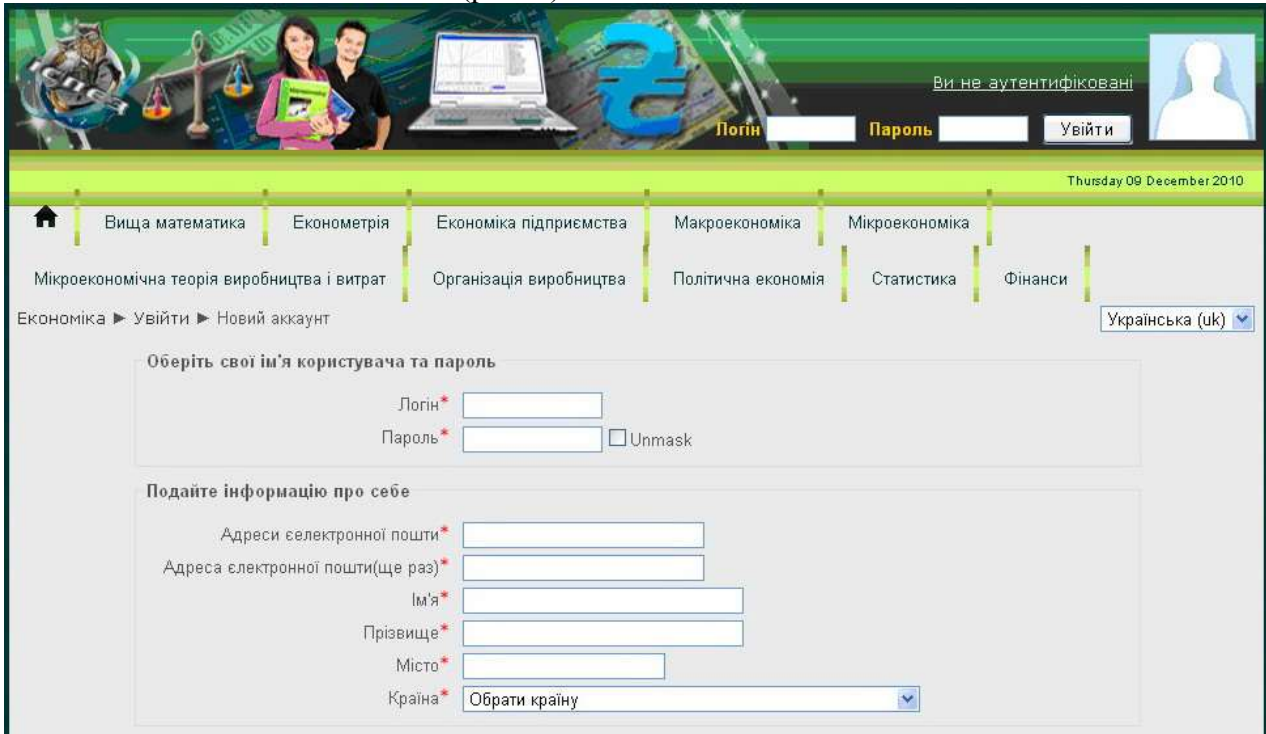 Ви не аутентифіковані
Логін Пароль Увійти
Thursday 09 December 2010
Вища математика Економетрія Економіка підприємства Макроекономіка Мікроекономіка
Мікроекономічна теорія виробництва і витрат Організація виробництва Політична економія Статистика Фінанси
Економіка ► Увійти ► Новий аккаунт Українська (uk)
Оберіть свої ім'я користувача та пароль
Логін*
Пароль* Unmask
Подайте інформацію про себе
Адреси єелектронної пошти*
Адреса єлектронної пошти(ще раз)*
Ім'я*
Прізвище*
Місто*
Країна* Обрати країну